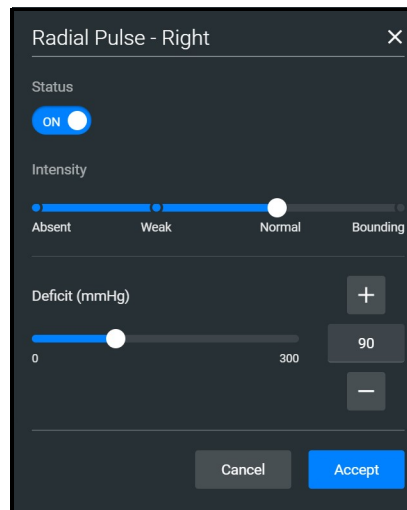 Radial Pulse - Right
Status
ON
Intensity
Absent Weak Normal Bounding
Deficit (mmHg)
90
0 300
Cancel Accept